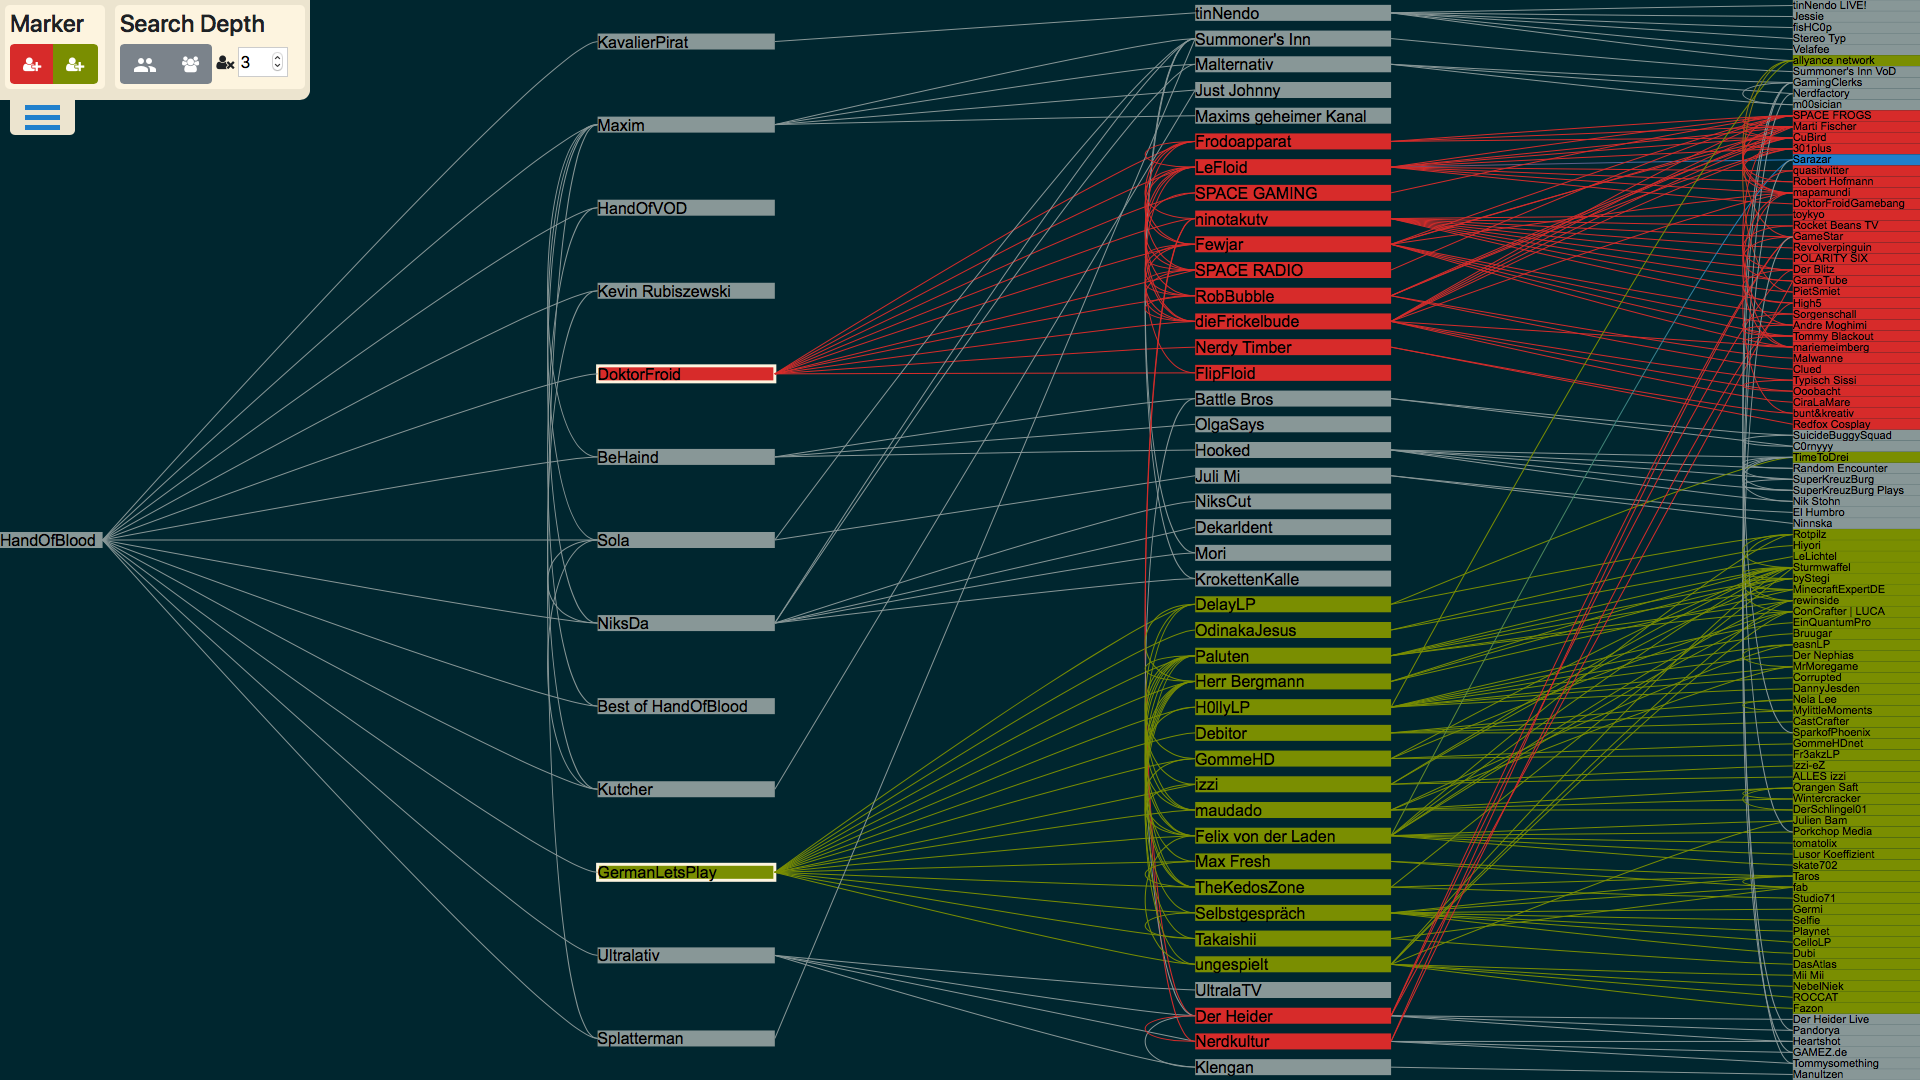 Marker
Search Depth
3
HandOfBlood
KavalierPirat
Maxim
HandOfVOD
Kevin Rubiszewski
DoktorFroid
BeHaind
Sola
NiksDa
Best of HandOfBlood
Kutcher
GermanLetsPlay
Ultralativ
Splatterman
tinNendo
Summoner's Inn
Malternativ
Just Johnny
Maxims geheimer Kanal
Frodoapparat
LeFloid
SPACE GAMING
ninotakutv
Fewjar
SPACE RADIO
RobBubble
dieFrickelbude
Nerdy Timber
FlipFloid
Battle Bros
OlgaSays
Hooked
Juli Mi
NiksCut
Dekarldent
Mori
KrokettenKalle
DelayLP
OdinakaJesus
Paluten
Herr Bergmann
H0llyLP
Debitor
GommeHD
izzi
maudado
Felix von der Laden
Max Fresh
TheKedosZone
Selbstgespräch
Takaishii
ungespielt
UltralaTV
Der Heider
Nerdkultur
Klengan
tinNendo LIVE!
Jessie
fisHC0p
Stereo Typ
Velafee
allyance network
Summoner's Inn VoD
GamingClerks
Nerdfactory
m00sician
SPACE FROGS
Marti Fischer
CuBird
301plus
Sarazar
quasitwitter
Robert Hofmann
mapamundi
DoktorFroidGamebang
toykyo
Rocket Beans TV
GameStar
Revolverpinguin
POLARITY SIX
Der Blitz
GameTube
PietSmiet
High5
Sorgenschall
Andre Moghimi
Tommy Blackout
mariemeimberg
Malwanne
Clued
Typisch Sissi
Ooobacht
CiraLaMare
bunt&kreativ
Redfox Cosplay
SuicideBuggySquad
C0rnyyy
TimeToDrei
Random Encounter
SuperKreuzBurg
SuperKreuzBurg Plays
Nik Stohn
El Humbro
Ninnska
Rotpilz
Hiyori
LeLichtel
Sturmwaffel
byStegi
MinecraftExpertDE
rewinside
ConCrafter | LUCA
EinQuantumPro
Bruugar
easnLP
Der Nephias
MrMoregame
Corrupted
DannyJesden
Nela Lee
MylittleMoments
CastCrafter
SparkofPhoenix
GommeHDnet
Fr3akzLP
izzi-eZ
ALLES izzi
Orangen Saft
Wintercracker
DerSchlingel01
Julien Bam
Porkchop Media
tomatolix
Lusor Koeffizient
skate702
Taros
fab
Studio71
Germi
Selfie
Playnet
CelloLP
Dubi
DasAtlas
Mii Mii
NebelNiek
ROCCAT
Fazon
Der Heider Live
Pandorya
Heartshot
GAMEZ.de
Tommysomething
Manultzen